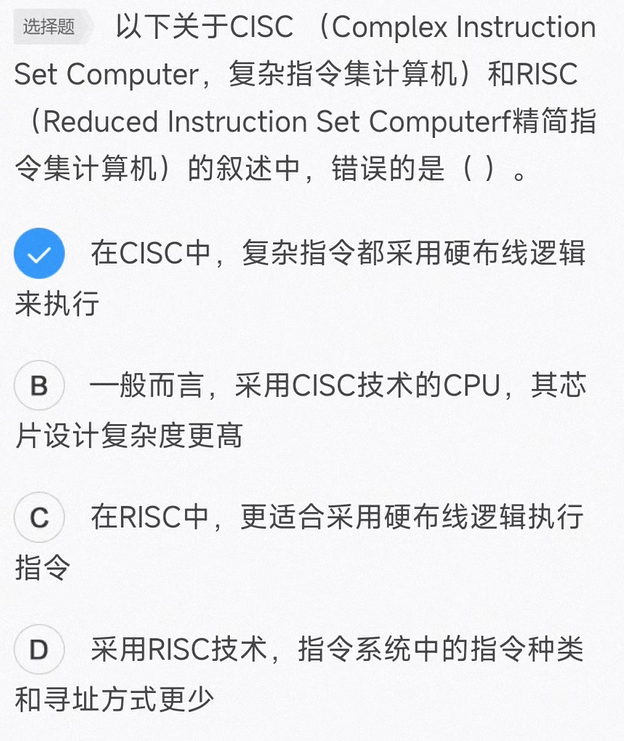 选择题 以下关于CISC （Complex Instruction
Set Computer，复杂指令集计算机）和RISC
（Reduced Instruction Set Computerf精简指
令集计算机）的叙述中，错误的是（ ）。
在CISC中，复杂指令都采用硬布线逻辑
来执行
B 一般而言，采用CISC技术的CPU，其芯
片设计复杂度更高
C 在RISC中，更适合采用硬布线逻辑执行
指令
D 采用RISC技术，指令系统中的指令种类
和寻址方式更少